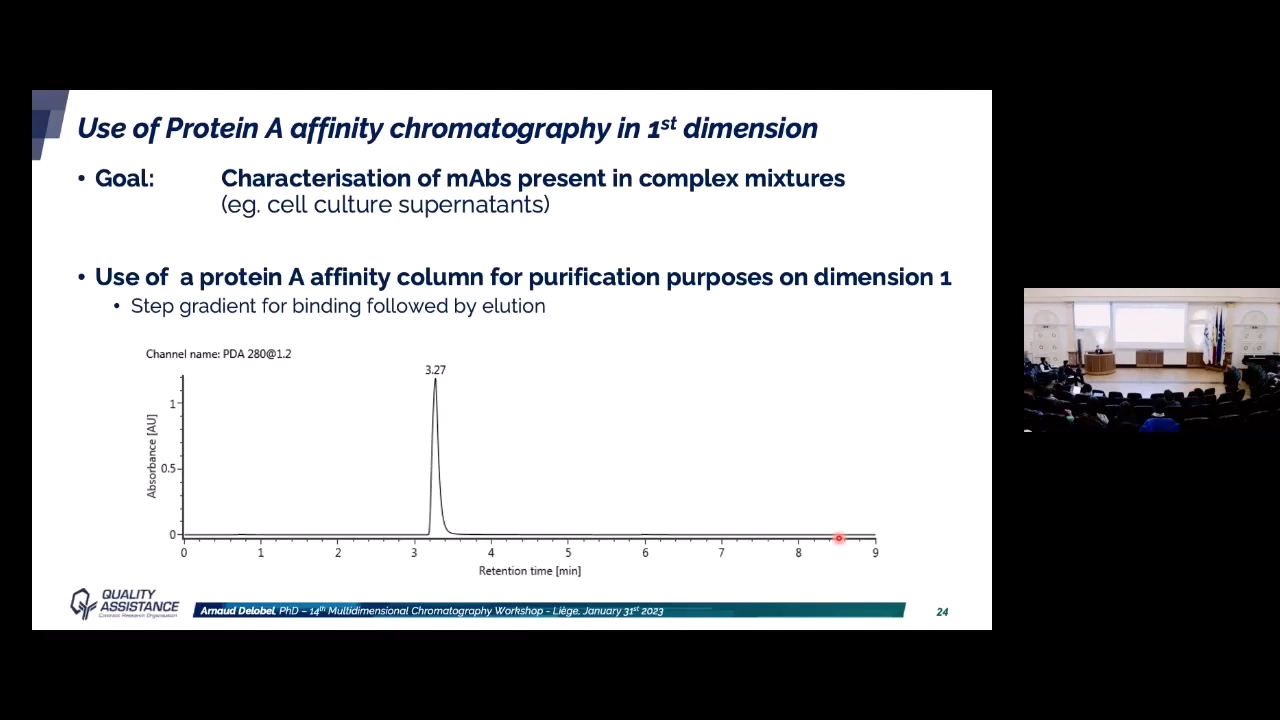 Use of Protein A affinity chromatography in 1st dimension
• Goal: Characterisation of mAbs present in complex mixtures
(eg. cell culture supernatants)
• Use of a protein A affinity column for purification purposes on dimension 1
• Step gradient for binding followed by elution
Channel name: PDA 280@1.2
3.27
1
0.5
0
Absorbance [AU]
0 1 2 3 4 5 6 7 8 9
Retention time [min]
QUALITY
ASSISTANCE
Contract Research Organisation
Arnaud Delobel, PhD – 14th Multidimensional Chromatography Workshop - Liège, January 31st 2023
24